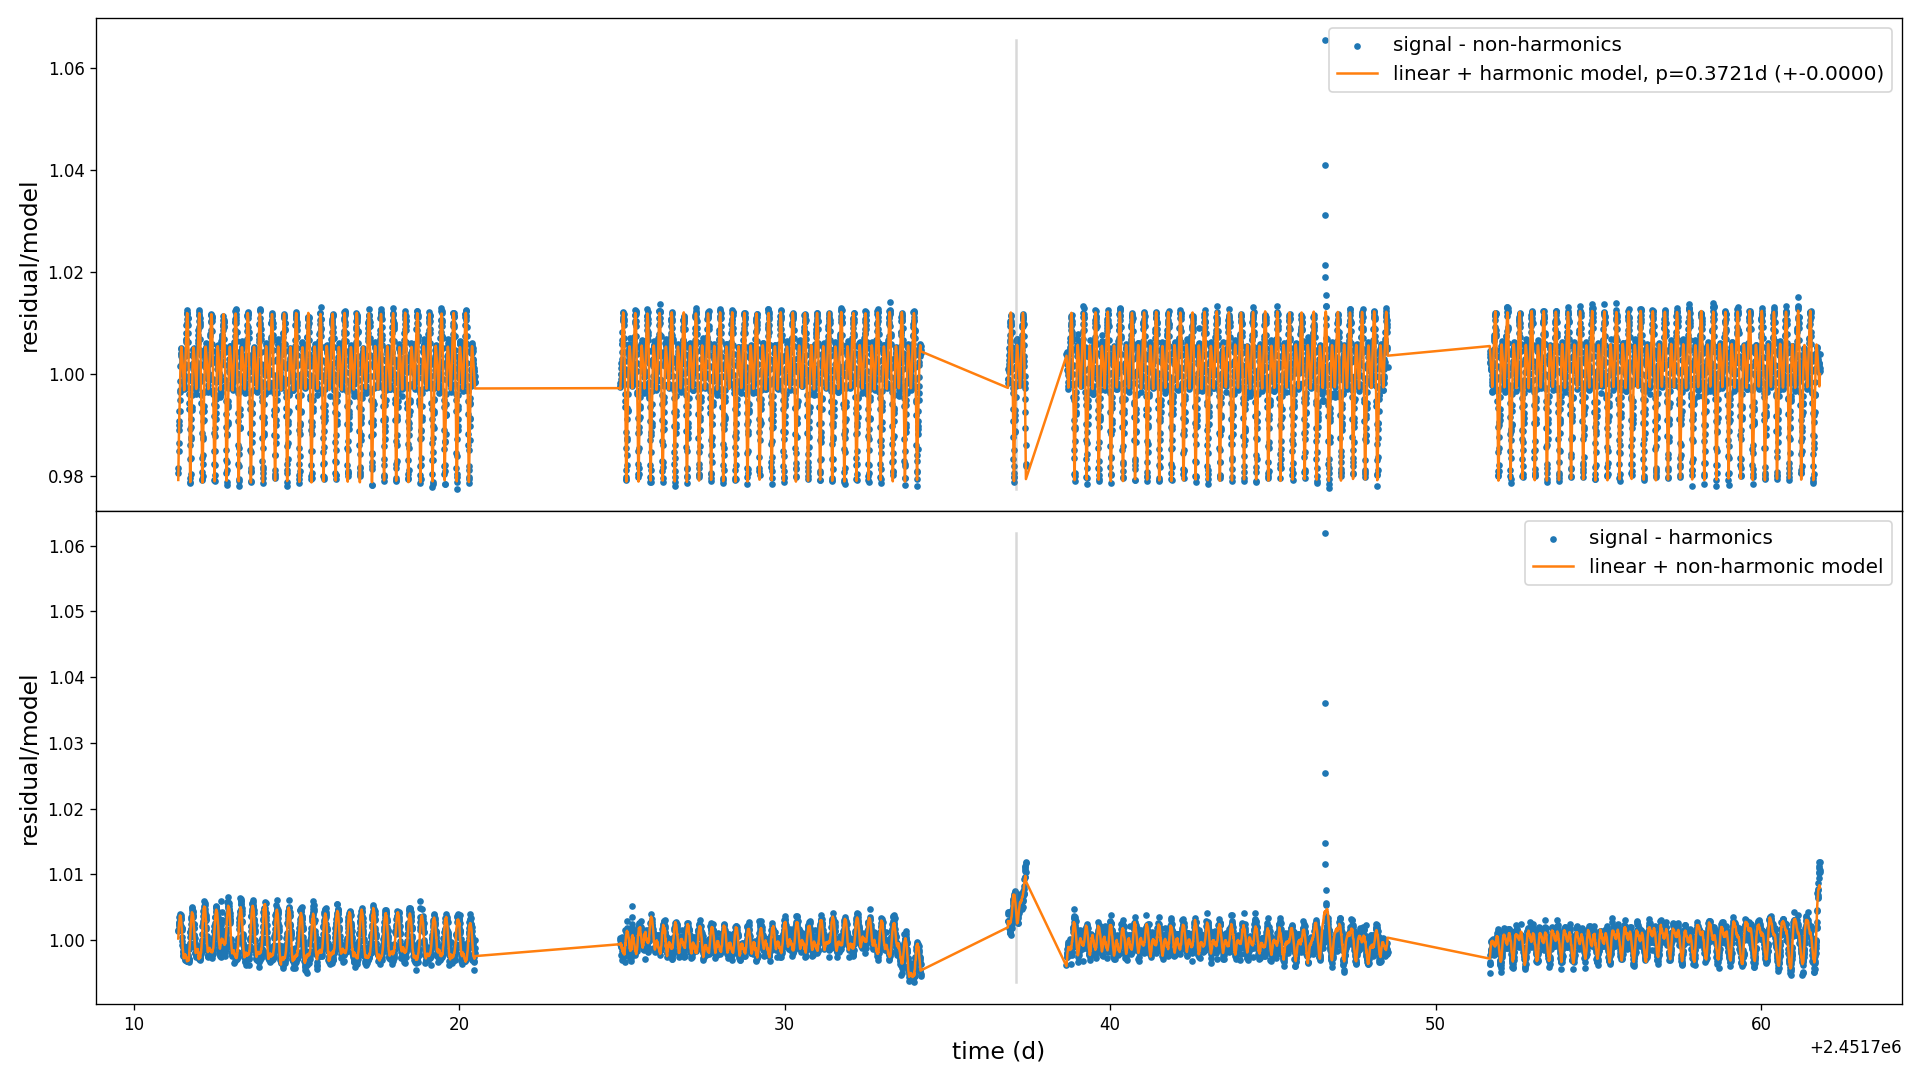 signal - non-harmonics
linear + harmonic model, p=0.3721d (+-0.0000)
residual/model
1.06
1.04
1.02
1.00
0.98
signal - harmonics
linear + non-harmonic model
residual/model
1.06
1.05
1.04
1.03
1.02
1.01
1.00
10 20 30 40 50 60
+2.4517e6
time (d)